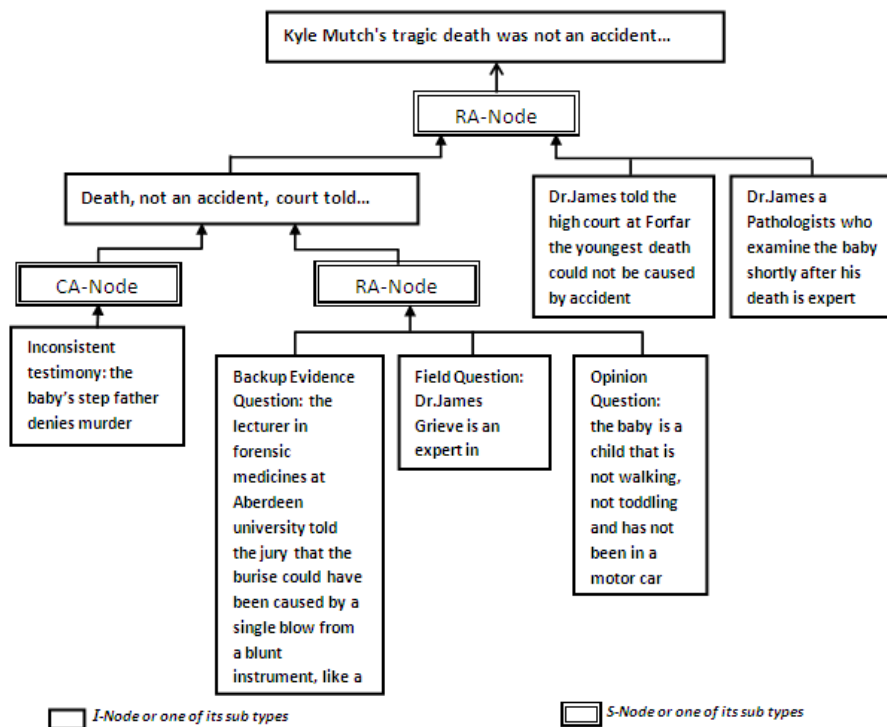 Kyle Mutch's tragic death was not an accident...
RA-Node
Death, not an accident, court told...
Dr.James told the
high court at Forfar
the youngest death
could not be caused
by accident
Dr.James a
Pathologists who
examine the baby
shortly after his
death is expert
CA-Node
RA-Node
Inconsistent
testimony: the
baby's step father
denies murder
Backup Evidence
Question: the
lecturer in
forensic
medicines at
Aberdeen
university told
the jury that the
burise could have
been caused by a
single blow from
a blunt
instrument, like a
Field Question:
Dr.James
Grieve is an
expert in
Opinion
Question:
the baby is a
child that is
not walking,
not toddling
and has not
been in a
motor car
I-Node or one of its sub types
S-Node or one of its sub types